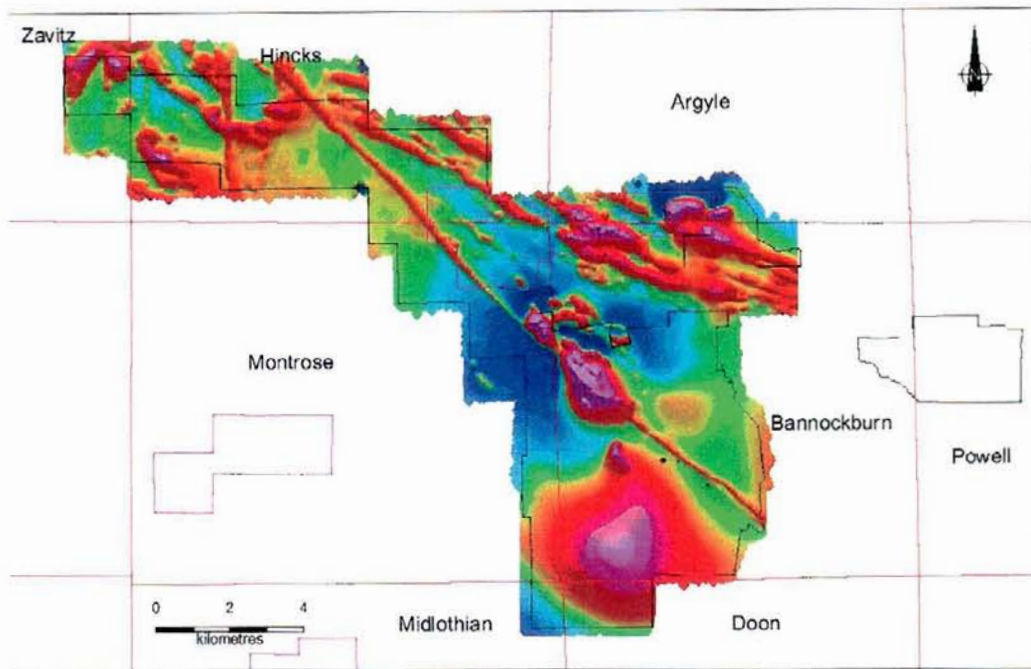 Zavitz
Hincks
Argyle
Montrose
Bannockburn
Powell
0 2 4
kilometres
Midlothian
Doon